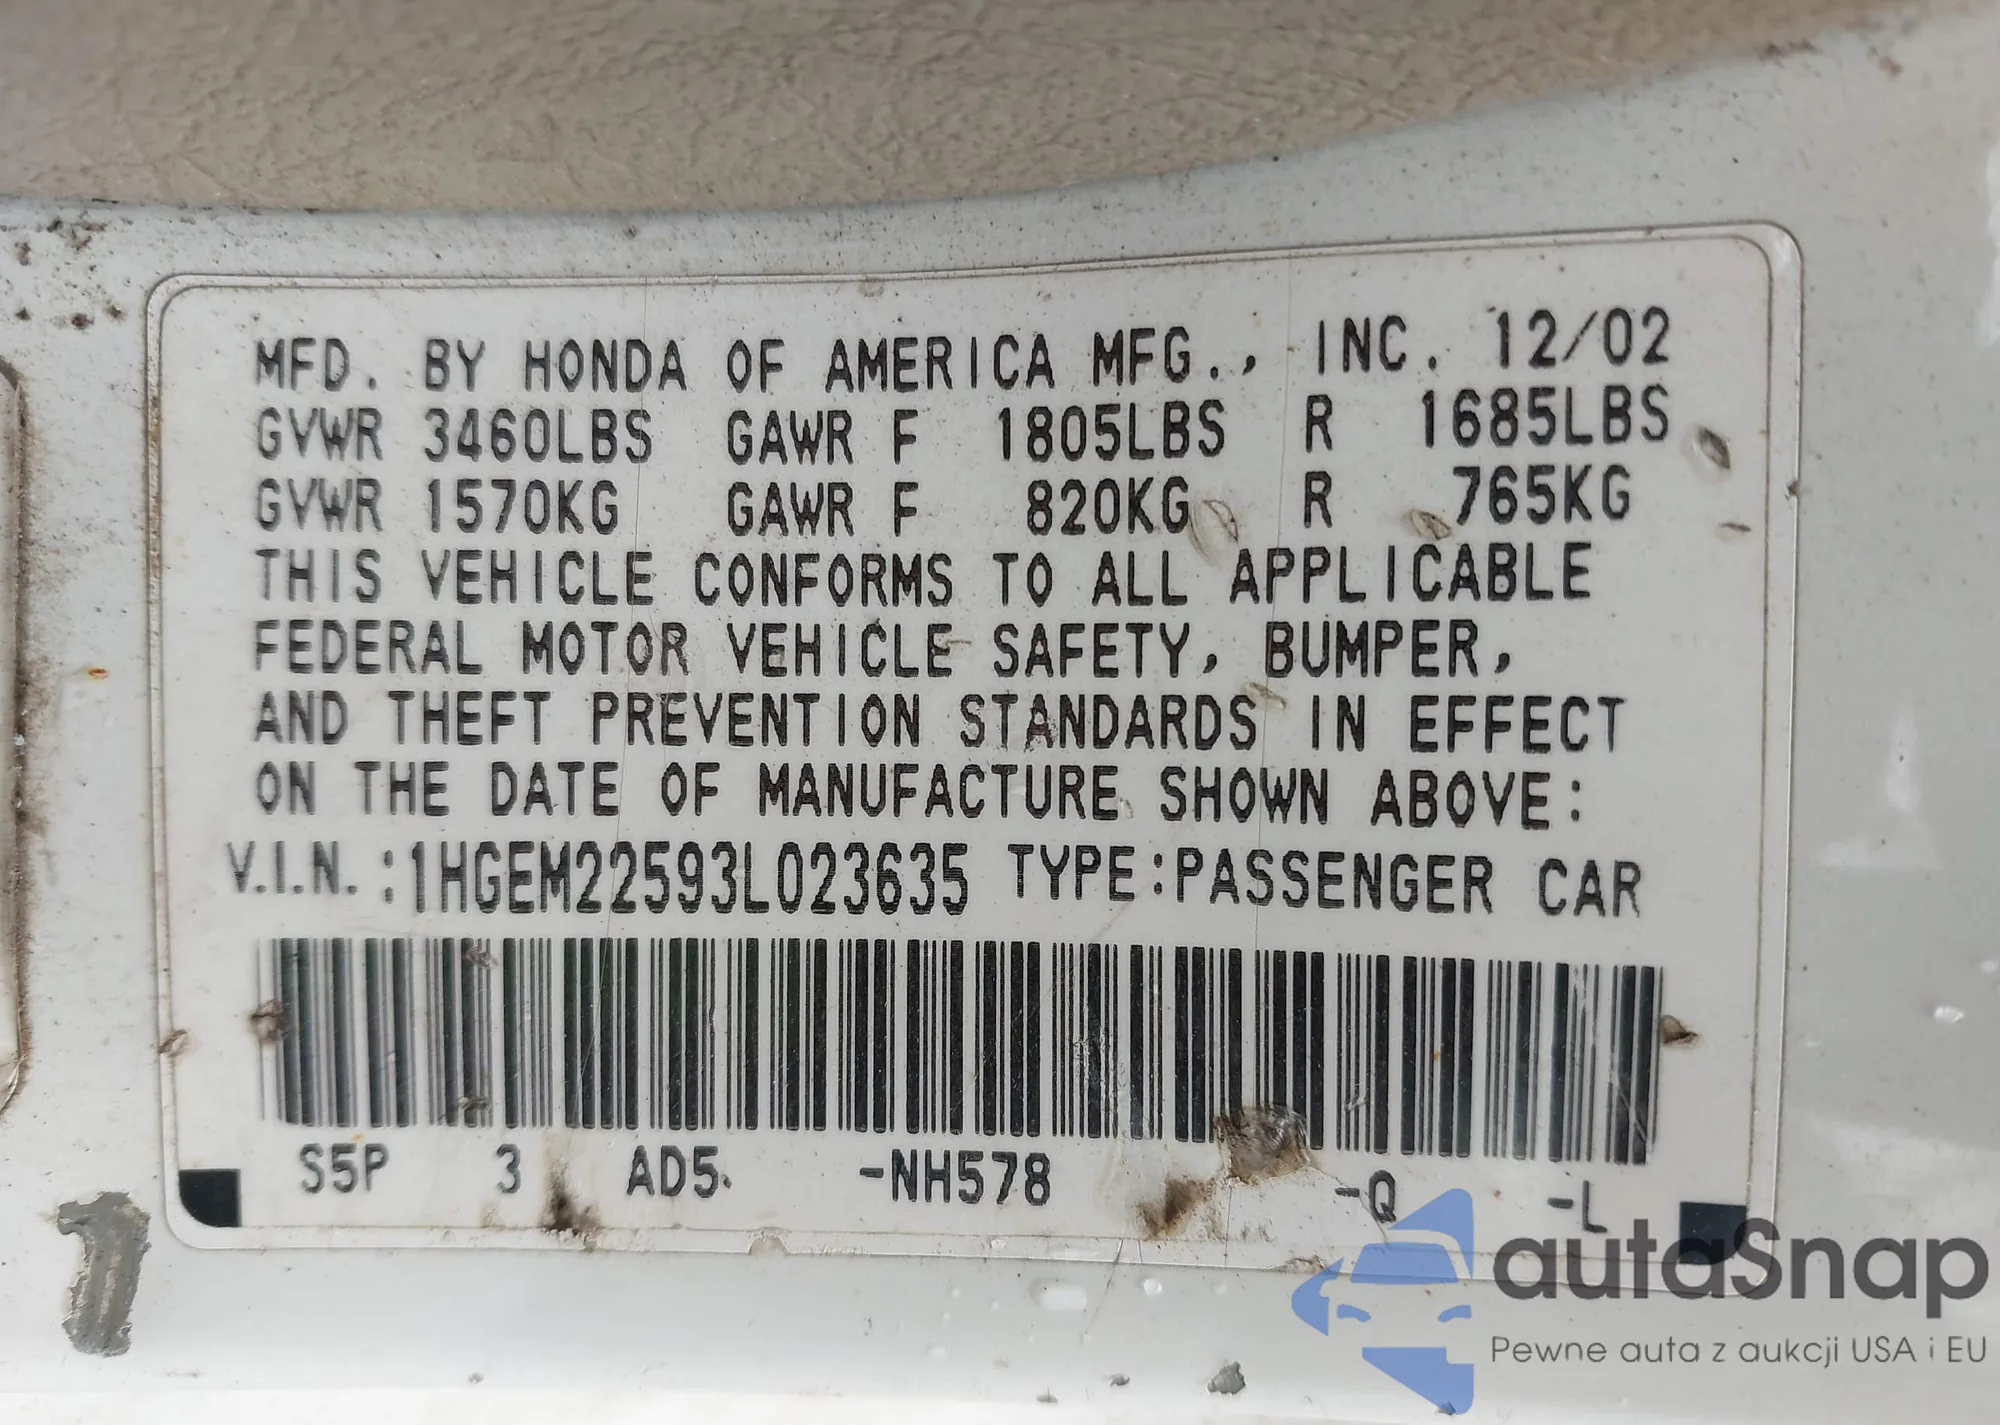 MFD. BY HONDA OF AMERICA MFG., INC. 12/02
GVWR 3460LBS GAWR F 1805LBS R 1685LBS
GVWR 1570KG GAWR F 820KG R 765KG
THIS VEHICLE CONFORMS TO ALL APPLICABLE
FEDERAL MOTOR VEHICLE SAFETY, BUMPER,
AND THEFT PREVENTION STANDARDS IN EFFECT
ON THE DATE OF MANUFACTURE SHOWN ABOVE:
V.I.N.:1HGEM22593L023635 TYPE:PASSENGER CAR
S5P 3 AD5. -NH578 -Q -L
autaSnap
Pewne auta z aukcji USA i EU